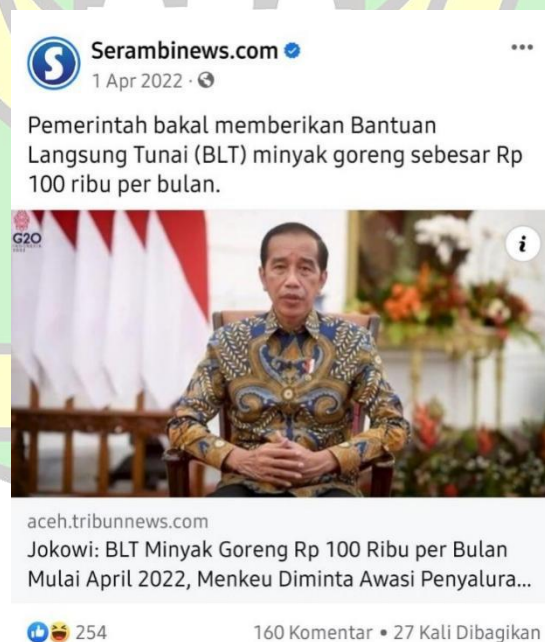 Serambinews.com
1 Apr 2022 ·
Pemerintah bakal memberikan Bantuan
Langsung Tunai (BLT) minyak goreng sebesar Rp
100 ribu per bulan.
G20
aceh.tribunnews.com
Jokowi: BLT Minyak Goreng Rp 100 Ribu per Bulan
Mulai April 2022, Menkeu Diminta Awasi Penyalura...
254
160 Komentar • 27 Kali Dibagikan